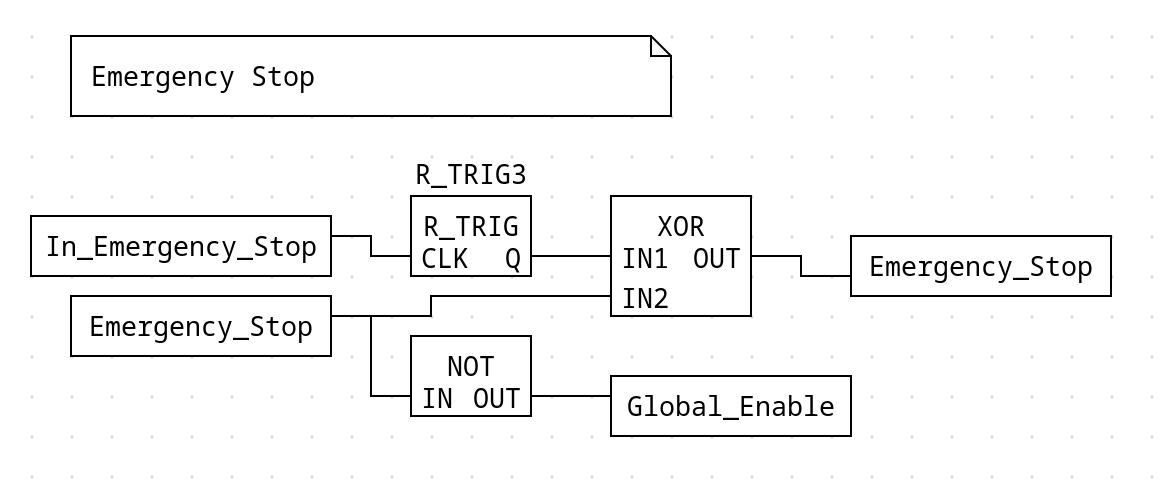 Emergency Stop
R_TRIG3
R_TRIG
CLK Q
In_Emergency_Stop
XOR
IN1 OUT
IN2
Emergency_Stop
Emergency_Stop
NOT
IN OUT
Global_Enable